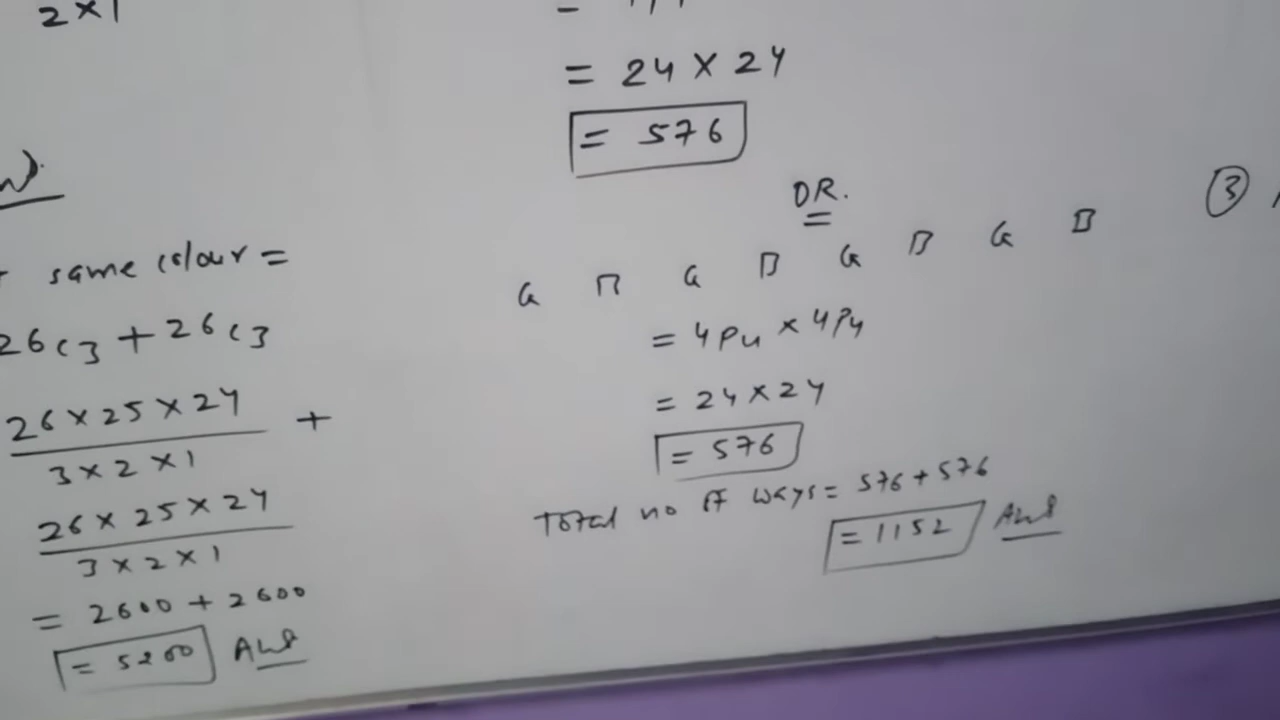 2×1
= 24 × 24
= 576
OR.
3
same colour =
G B G B G B G B
26c3 + 26c3
= 4P4 × 4P4
26×25×24 +
3×2×1
= 24×24
= 576
26×25×24
3×2×1
Total no of ways = 576+576
= 1152 Ans
= 2600 + 2600
= 5200 Ans